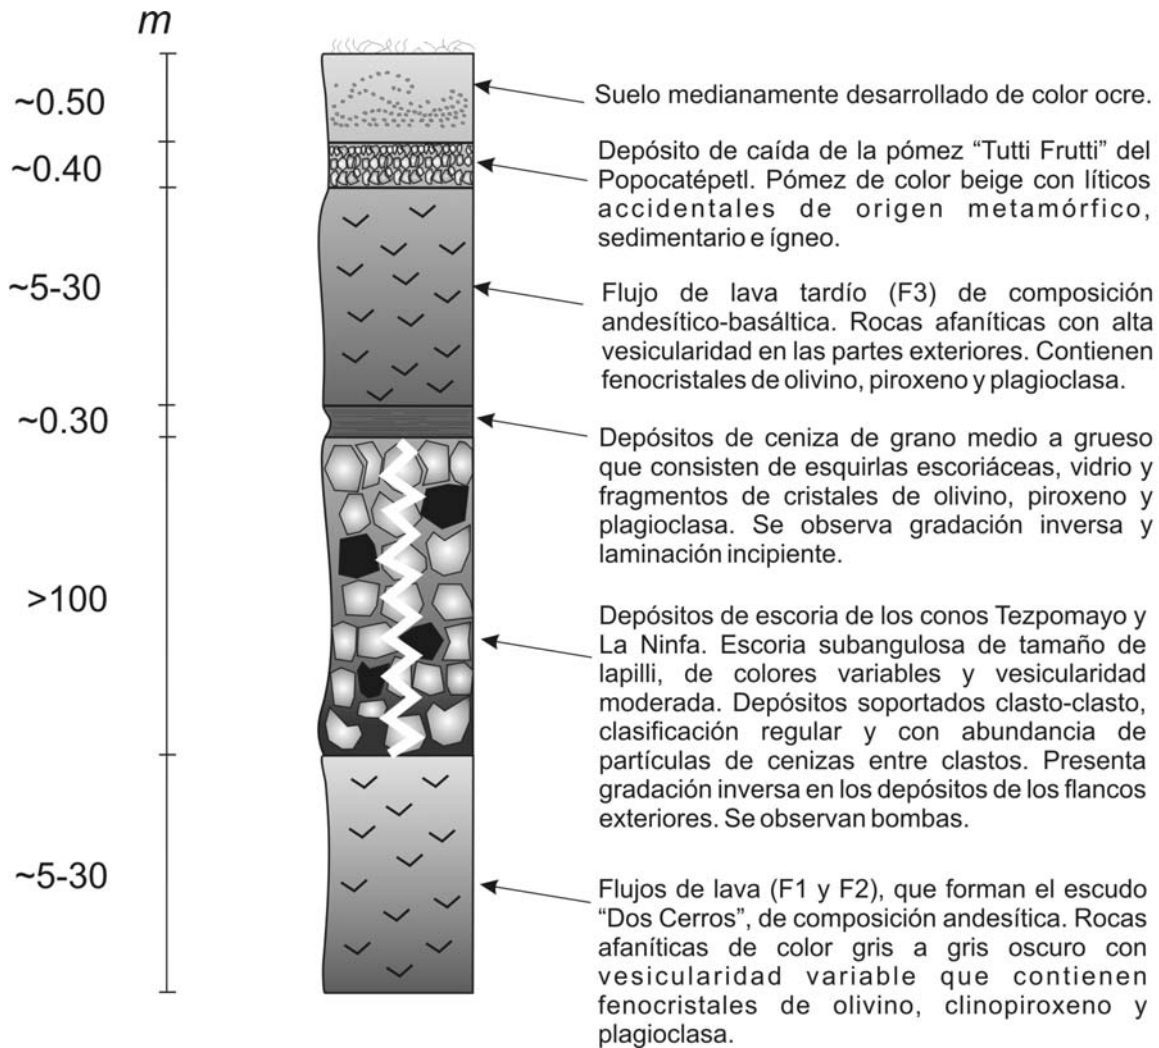 m
~0.50
Suelo medianamente desarrollado de color ocre.
~0.40
Depósito de caída de la pómez “Tutti Frutti” del
Popocatépetl. Pómez de color beige con líticos
accidentales de origen metamórfico,
sedimentario e ígneo.
~5-30
Flujo de lava tardío (F3) de composición
andesítico-basáltica. Rocas afaníticas con alta
vesicularidad en las partes exteriores. Contienen
fenocristales de olivino, piroxeno y plagioclasa.
~0.30
Depósitos de ceniza de grano medio a grueso
que consisten de esquirlas escoriáceas, vidrio y
fragmentos de cristales de olivino, piroxeno y
plagioclasa. Se observa gradación inversa y
laminación incipiente.
>100
Depósitos de escoria de los conos Tezpomayo y
La Ninfa. Escoria subangulosa de tamaño de
lapilli, de colores variables y vesicularidad
moderada. Depósitos soportados clasto-clasto,
clasificación regular y con abundancia de
partículas de cenizas entre clastos. Presenta
gradación inversa en los depósitos de los flancos
exteriores. Se observan bombas.
~5-30
Flujos de lava (F1 y F2), que forman el escudo
“Dos Cerros”, de composición andesítica. Rocas
afaníticas de color gris a gris oscuro con
vesicularidad variable que contienen
fenocristales de olivino, clinopiroxeno y
plagioclasa.